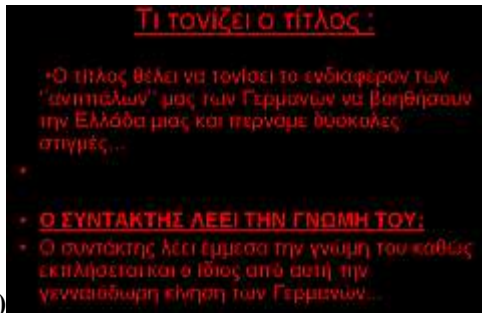 Τι τονίζει ο τίτλος :
•Ο τίτλος θέλει να τονίσει το ενδιαφέρον των
"αντιπάλων" μας των Γερμανών να βοηθήσουν
την Ελλάδα μιας και περνάμε δύσκολες
στιγμές...
•
• Ο ΣΥΝΤΑΚΤΗΣ ΛΕΕΙ ΤΗΝ ΓΝΩΜΗ ΤΟΥ:
• Ο συντάκτης λέει έμμεσα την γνώμη του καθώς
εκπλήσεται και ο ίδιος από αυτή την
γενναιόδωρη κίνηση των Γερμανών...
)